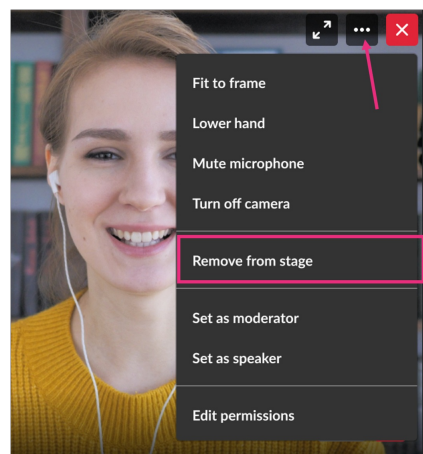 Fit to frame
Lower hand
Mute microphone
Turn off camera
Remove from stage
Set as moderator
Set as speaker
Edit permissions